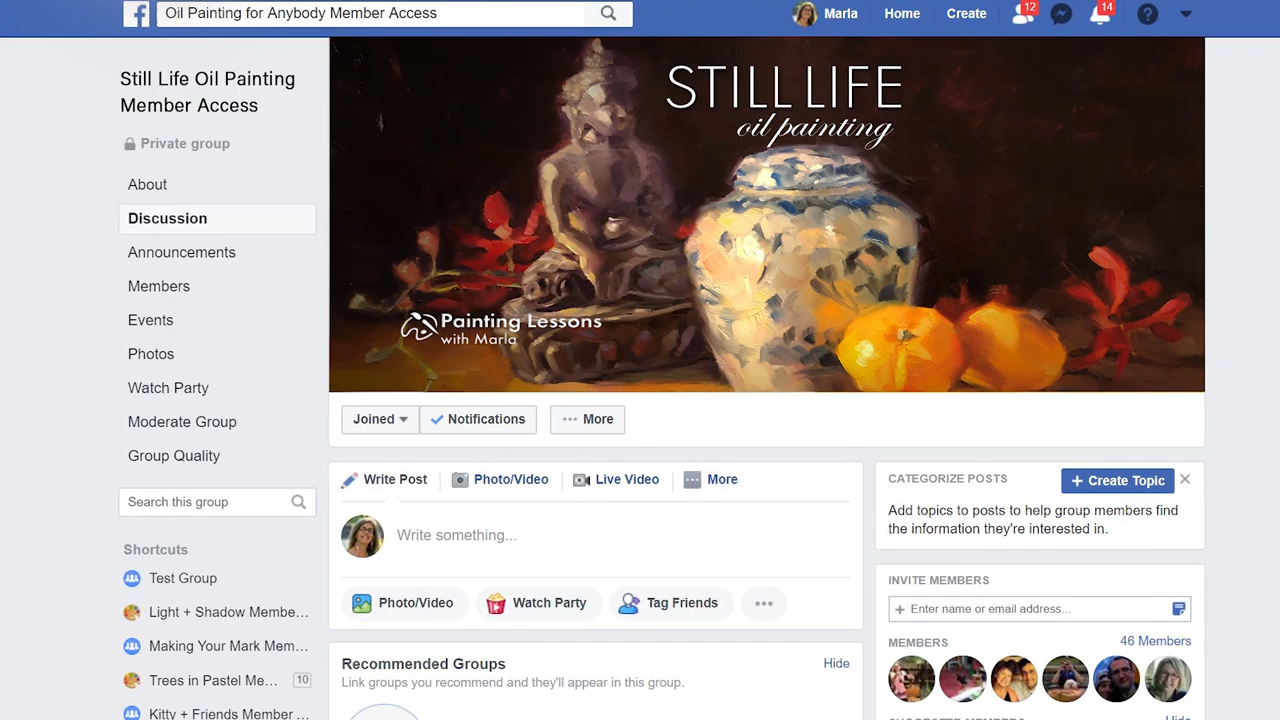 Oil Painting for Anybody Member Access
Marla
Home
Create
12
14
Still Life Oil Painting
Member Access
Private group
About
Discussion
Announcements
Members
Events
Photos
Watch Party
Moderate Group
Group Quality
Search this group
Shortcuts
Test Group
Light + Shadow Membe...
Making Your Mark Mem...
Trees in Pastel Me... 10
Kitty + Friends Member ...
STILL LIFE
oil painting
Painting Lessons
with Marla
Joined
Notifications
More
Write Post
Photo/Video
Live Video
More
Write something...
Photo/Video
Watch Party
Tag Friends
Recommended Groups
Hide
Link groups you recommend and they'll appear in this group.
CATEGORIZE POSTS
+ Create Topic
Add topics to posts to help group members find
the information they're interested in.
INVITE MEMBERS
+ Enter name or email address...
MEMBERS
46 Members
Hide